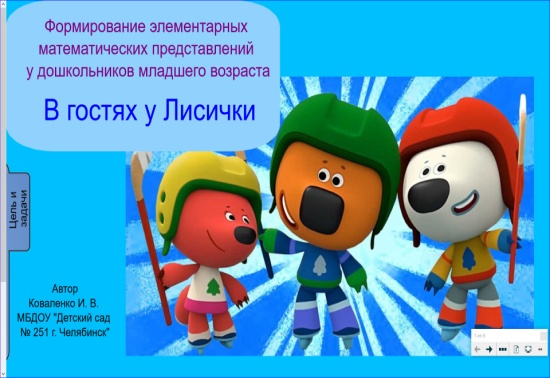 Формирование элементарных
математических представлений
у дошкольников младшего возраста
В гостях у Лисички
Цель и
задачи
Автор
Коваленко И. В.
МБДОУ "Детский сад
№ 251 г. Челябинск"